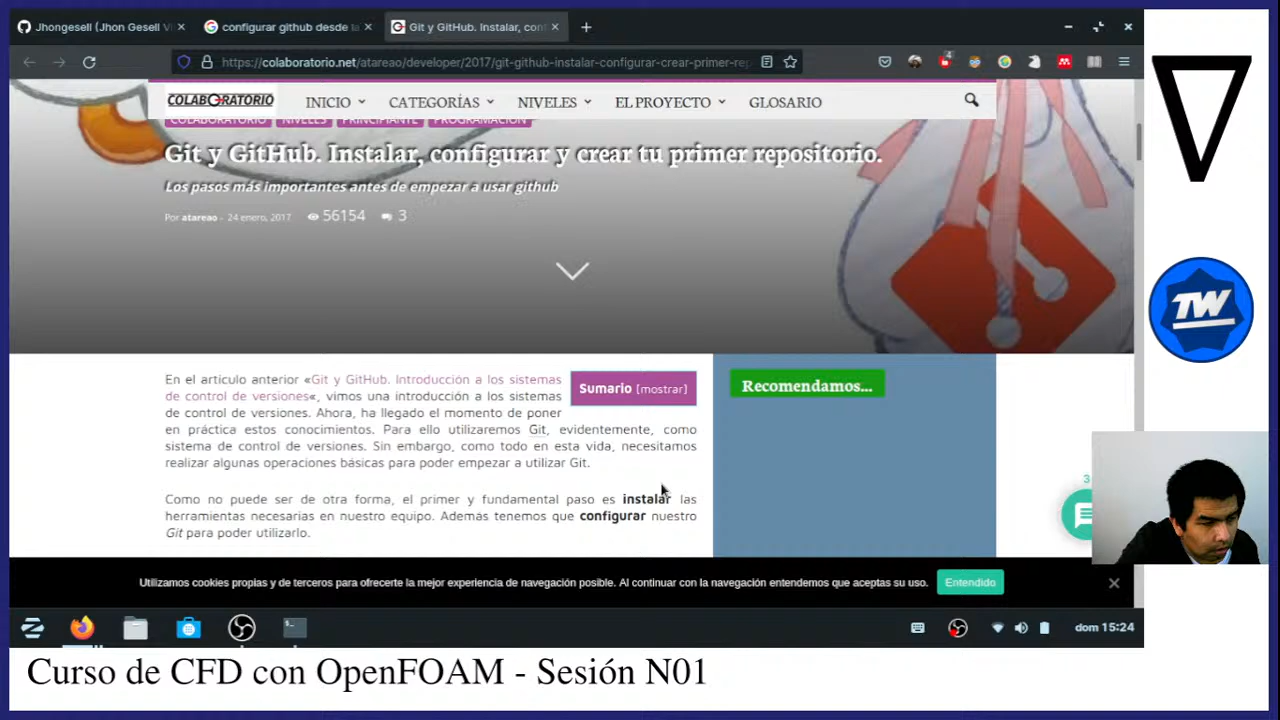 Jhongesell (Jhon Gesell Vi
configurar github desde la
Git y GitHub. Instalar, conf
https://colaboratorio.net/atareao/developer/2017/git-github-instalar-configurar-crear-primer-rep
COLABORATORIO
INICIO
CATEGORÍAS
NIVELES
EL PROYECTO
GLOSARIO
COLABORATORIO NIVELES PRINCIPIANTE PROGRAMACIÓN
Git y GitHub. Instalar, configurar y crear tu primer repositorio.
Los pasos más importantes antes de empezar a usar github
Por atareao - 24 enero, 2017 56154 3
En el artículo anterior «Git y GitHub. Introducción a los sistemas
de control de versiones«, vimos una introducción a los sistemas
de control de versiones. Ahora, ha llegado el momento de poner
en práctica estos conocimientos. Para ello utilizaremos Git, evidentemente, como
sistema de control de versiones. Sin embargo, como todo en esta vida, necesitamos
realizar algunas operaciones básicas para poder empezar a utilizar Git.
Sumario [mostrar]
Como no puede ser de otra forma, el primer y fundamental paso es instalar las
herramientas necesarias en nuestro equipo. Además tenemos que configurar nuestro
Git para poder utilizarlo.
Recomendamos...
3
Utilizamos cookies propias y de terceros para ofrecerte la mejor experiencia de navegación posible. Al continuar con la navegación entendemos que aceptas su uso.
Entendido
dom 15:24
TW
Curso de CFD con OpenFOAM - Sesión N01